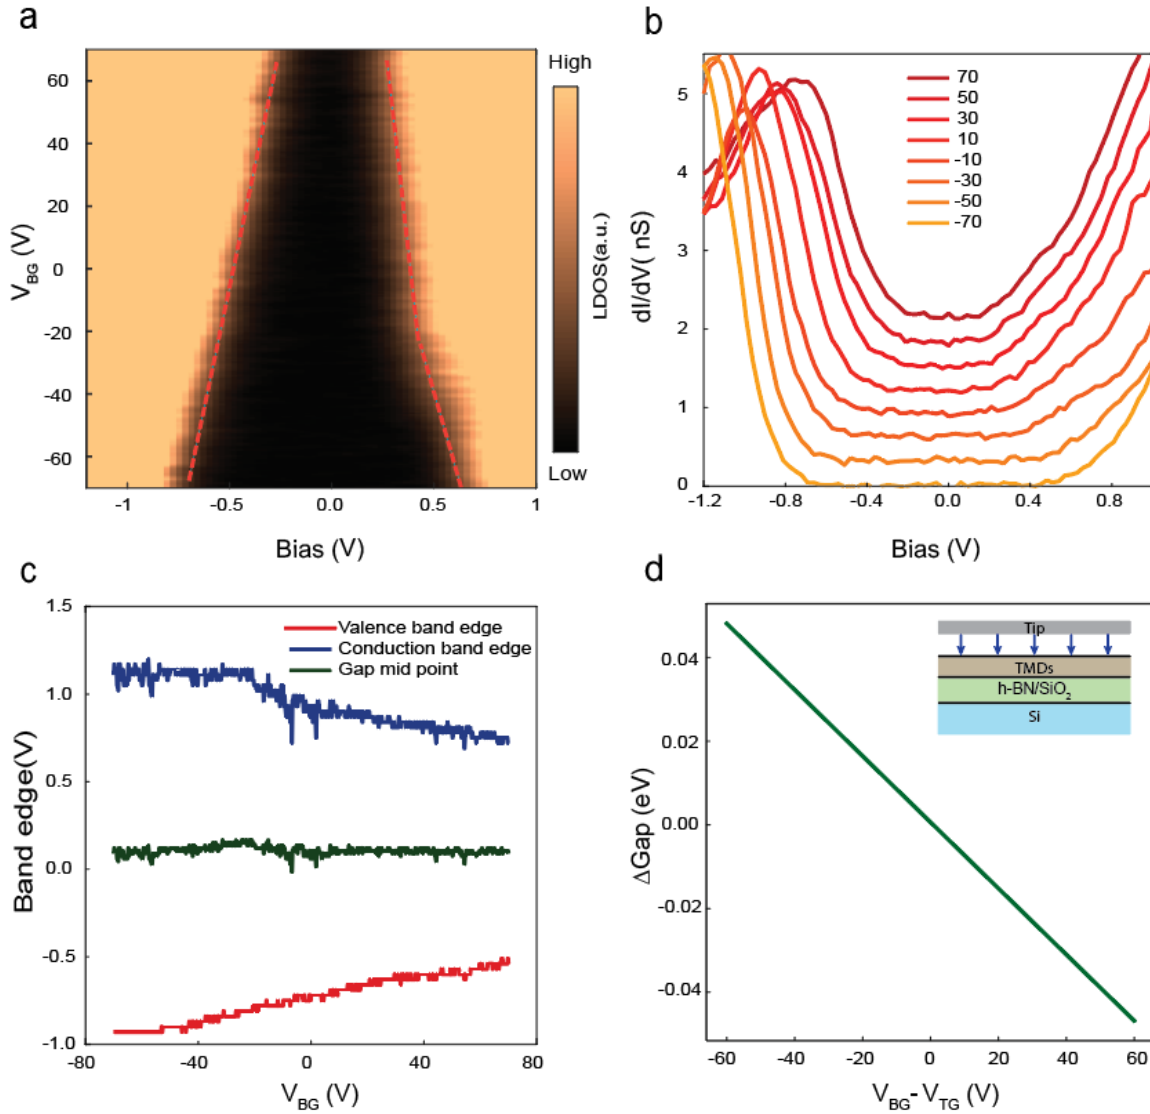 a
V_BG (V)
60
40
20
0
-20
-40
-60
-1
-0.5
0.0
0.5
1
Bias (V)
High
LDOS(a.u.)
Low
b
dI/dV( nS)
5
4
3
2
1
0
70
50
30
10
-10
-30
-50
-70
-1.2
-0.8
-0.4
0.0
0.4
0.8
Bias (V)
c
Band edge(V)
1.5
1.0
0.5
0.0
-0.5
-1.0
Valence band edge
Conduction band edge
Gap mid point
-80
-40
0
40
80
V_BG (V)
d
ΔGap (eV)
0.04
0.02
0.00
-0.02
-0.04
Tip
TMDs
h-BN/SiO₂
Si
-60
-40
-20
0
20
40
60
V_BG- V_TG (V)